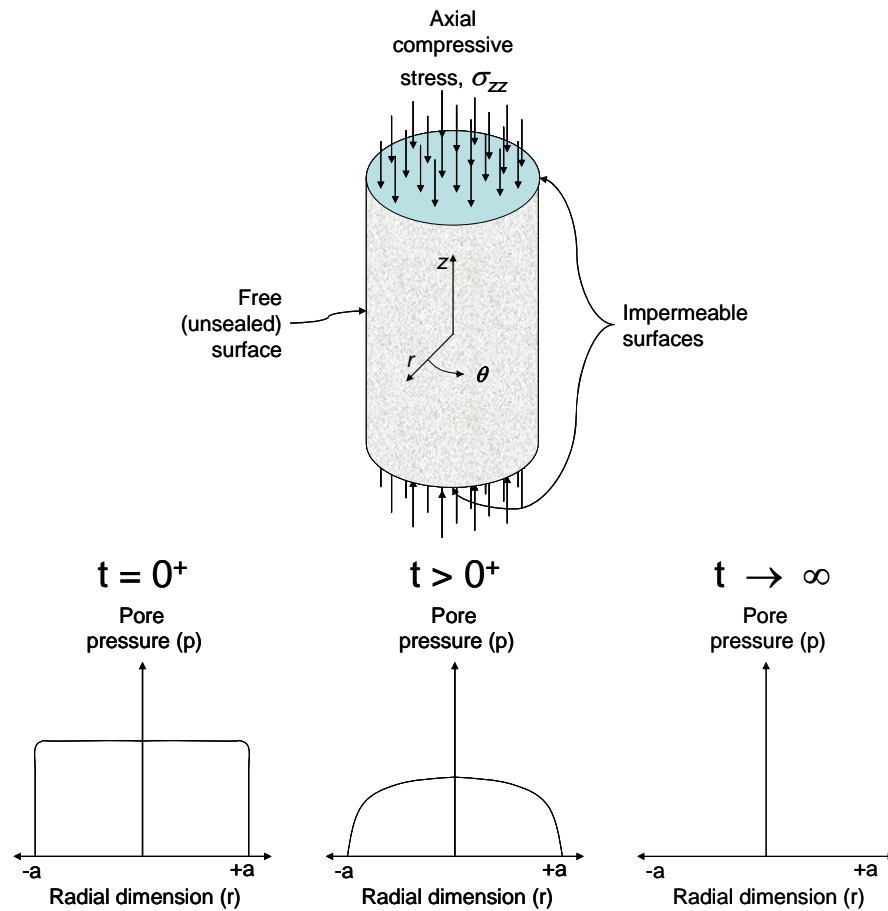 Axial
compressive
stress, σzz
z
Free
(unsealed)
surface
r
θ
Impermeable
surfaces
t = 0+
t > 0+
t → ∞
Pore
pressure (p)
Pore
pressure (p)
Pore
pressure (p)
-a
+a
-a
+a
-a
+a
Radial dimension (r)
Radial dimension (r)
Radial dimension (r)